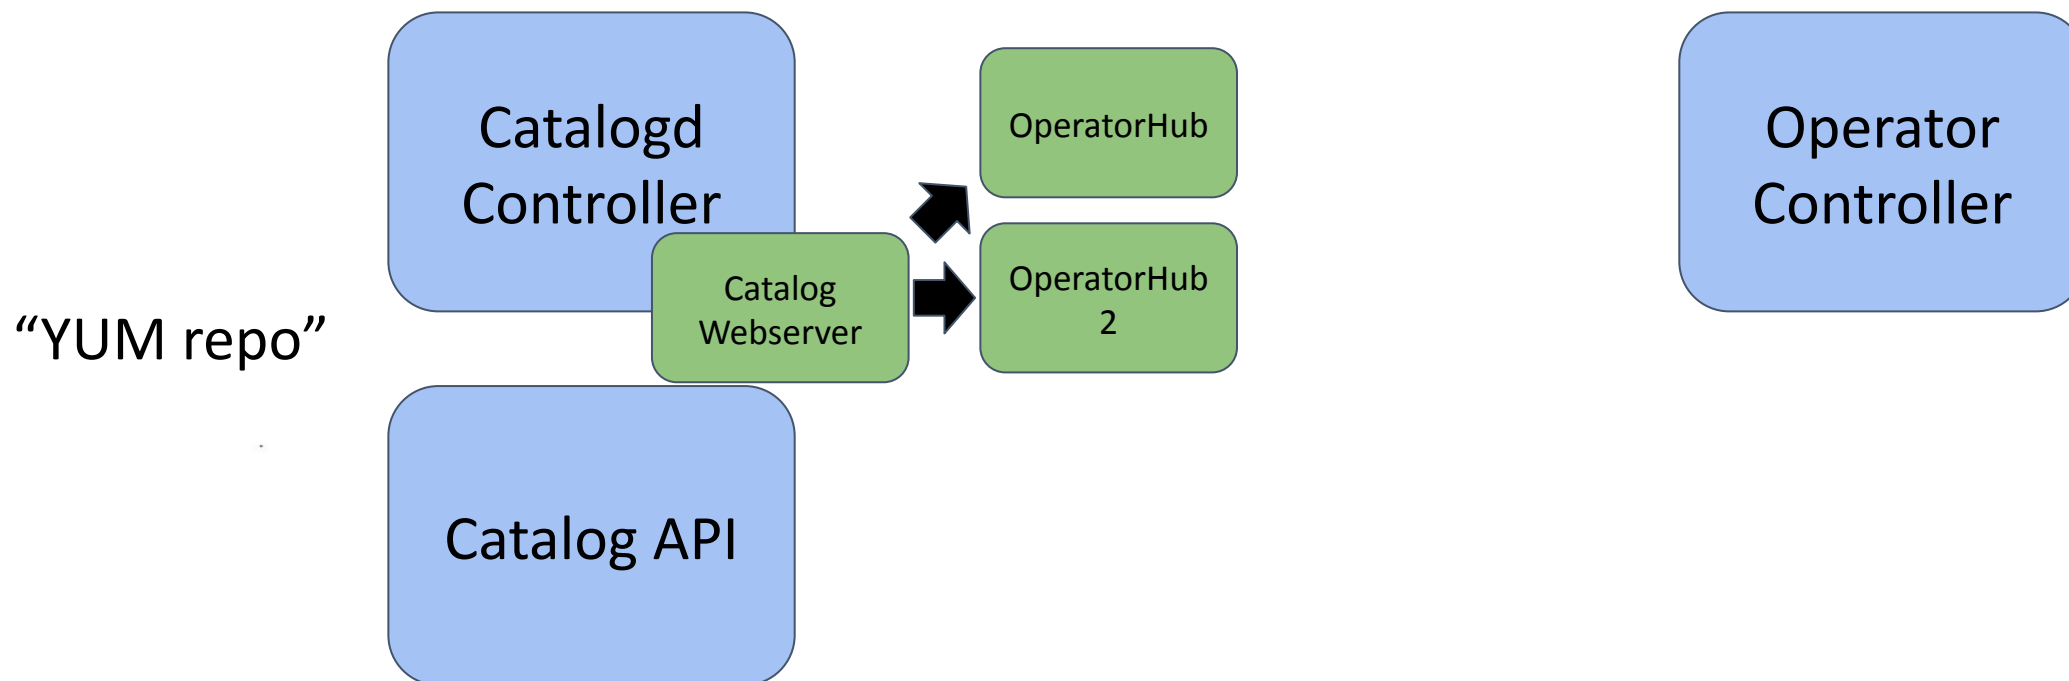 Catalogd
Controller
OperatorHub
Operator
Controller
Catalog
Webserver
OperatorHub
2
“YUM repo”
Catalog API